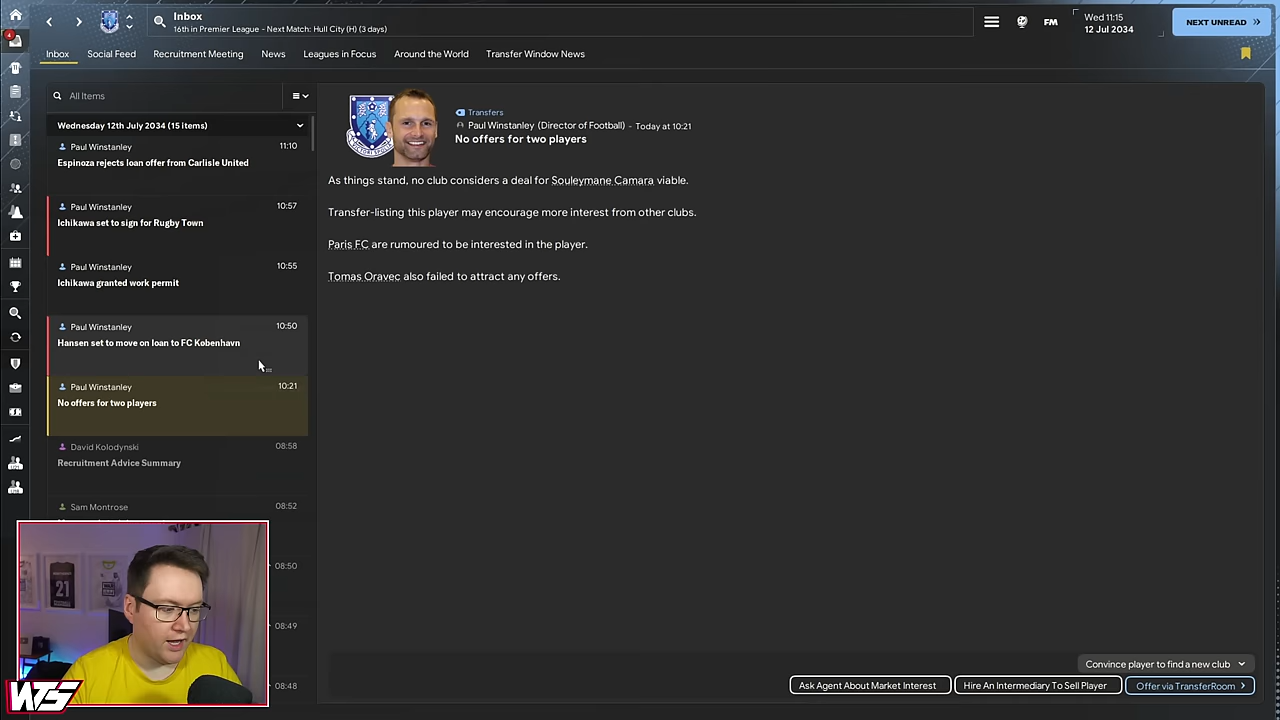 Inbox
16th in Premier League - Next Match: Hull City (H) (3 days)
FM
Wed 11:15
12 Jul 2034
NEXT UNREAD
4
Inbox
Social Feed
Recruitment Meeting
News
Leagues in Focus
Around the World
Transfer Window News
All Items
Wednesday 12th July 2034 (15 items)
Paul Winstanley 11:10
Espinoza rejects loan offer from Carlisle United
Paul Winstanley 10:57
Ichikawa set to sign for Rugby Town
Paul Winstanley 10:55
Ichikawa granted work permit
Paul Winstanley 10:50
Hansen set to move on loan to FC København
Paul Winstanley 10:21
No offers for two players
David Kolodynski 08:58
Recruitment Advice Summary
Sam Montrose 08:52
08:50
08:49
08:48
Transfers
Paul Winstanley (Director of Football) - Today at 10:21
No offers for two players
As things stand, no club considers a deal for Souleymane Camara viable.
Transfer-listing this player may encourage more interest from other clubs.
Paris FC are rumoured to be interested in the player.
Tomas Oravec also failed to attract any offers.
Convince player to find a new club
Ask Agent About Market Interest
Hire An Intermediary To Sell Player
Offer via TransferRoom
21
WTS